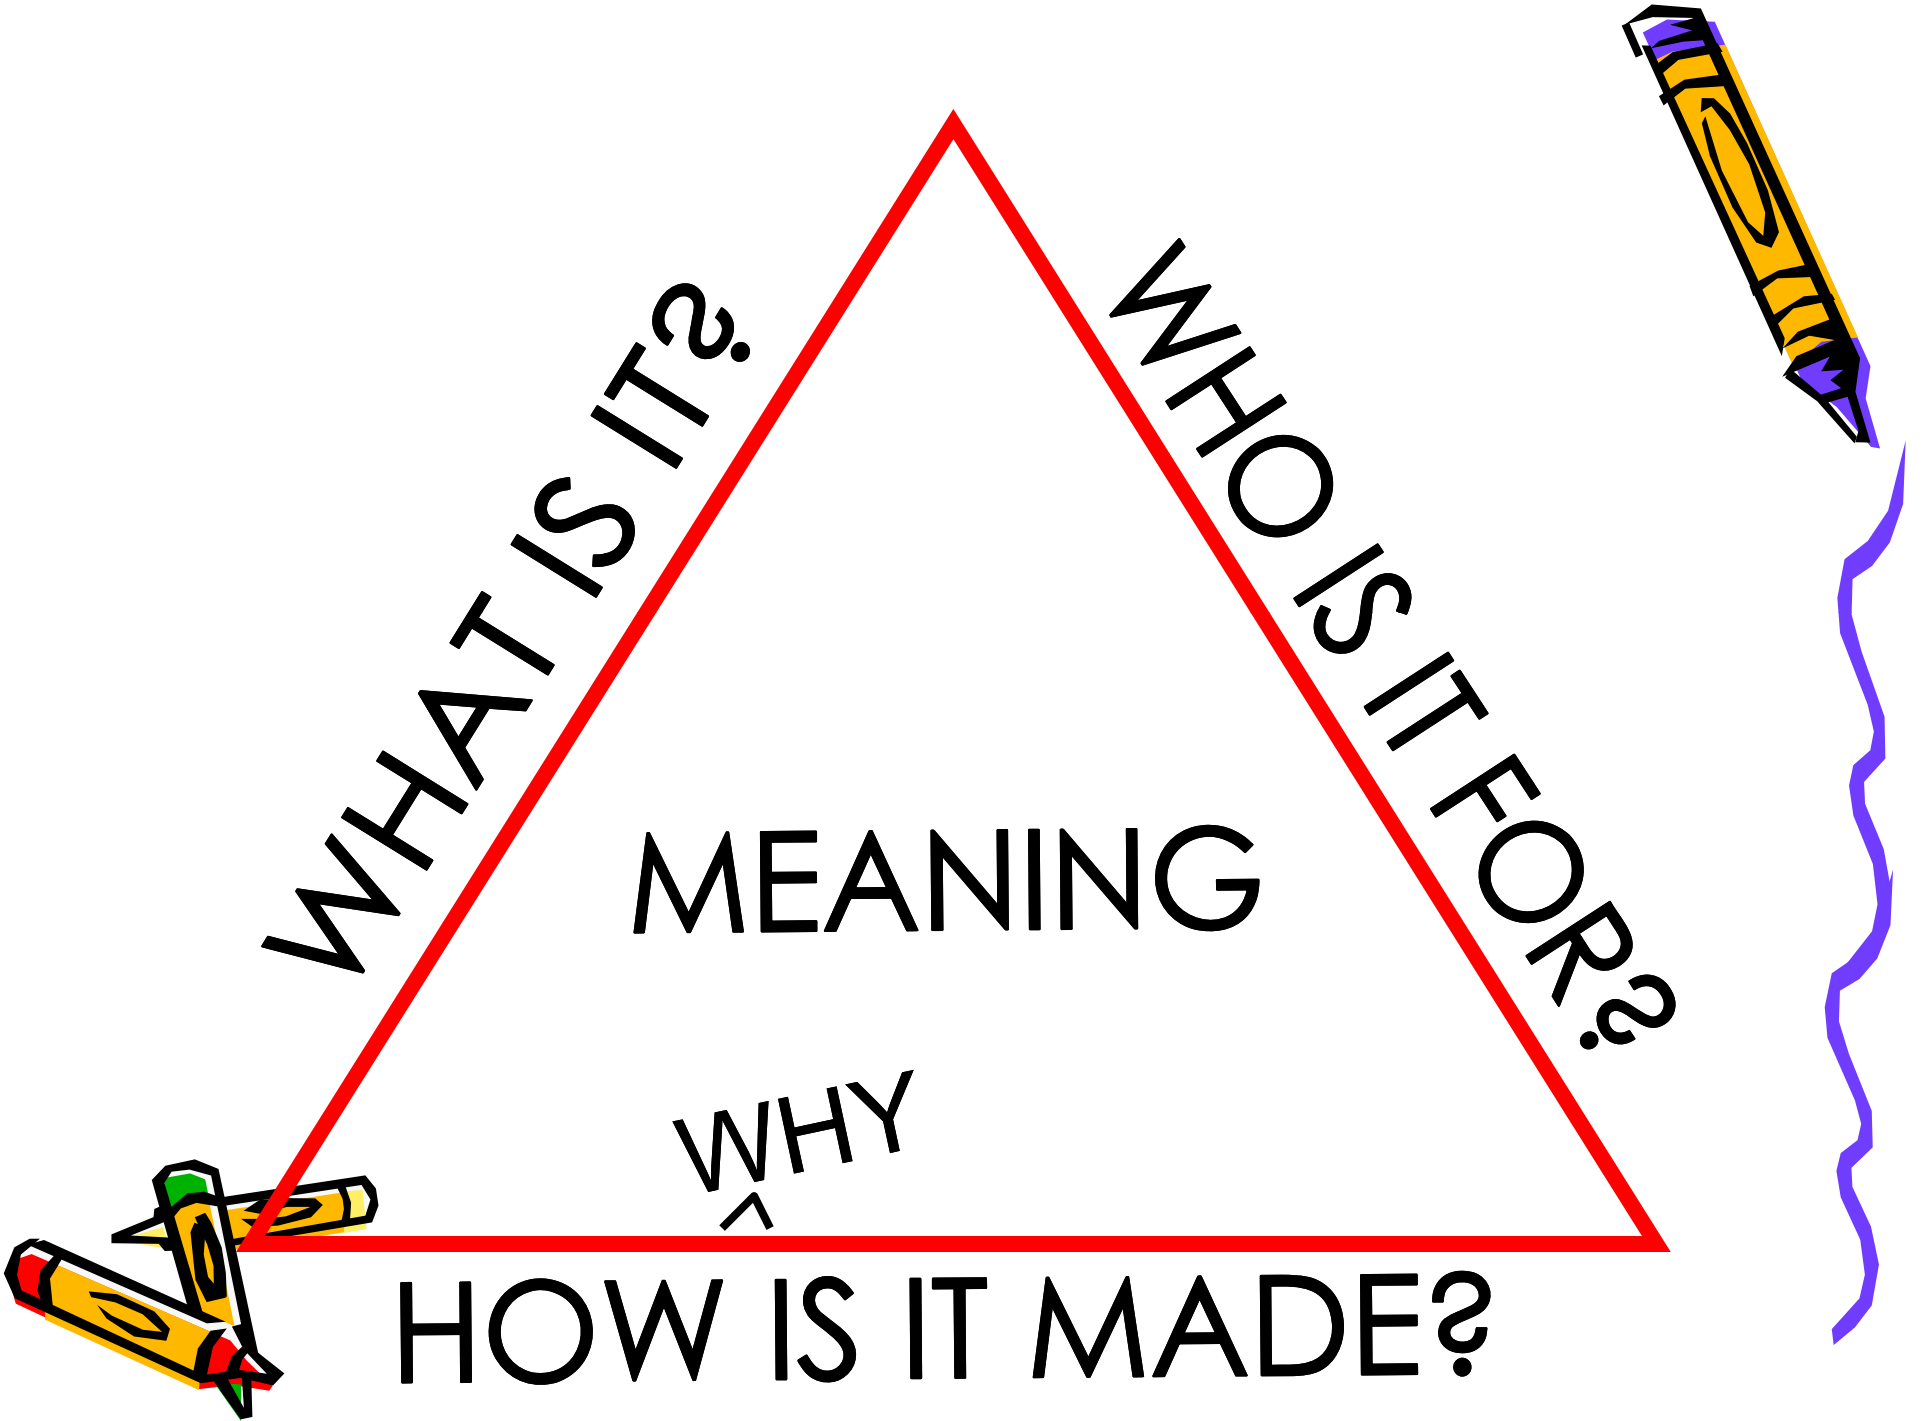 WHAT IS IT?
WHO IS IT FOR?
MEANING
WHY
HOW IS IT MADE?